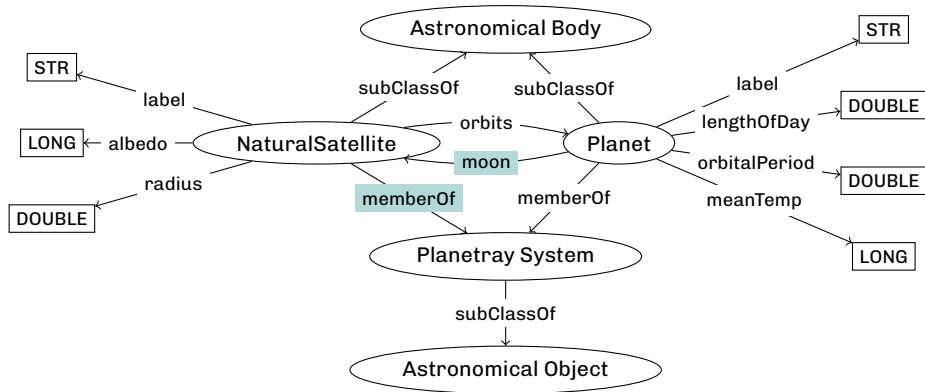 Astronomical Body
STR
STR
subClassOf
subClassOf
label
label
DOUBLE
lengthOfDay
LONG
albedo
NaturalSatellite
orbits
Planet
moon
orbitalPeriod
DOUBLE
radius
memberOf
memberOf
meanTemp
DOUBLE
Planetray System
LONG
subClassOf
Astronomical Object